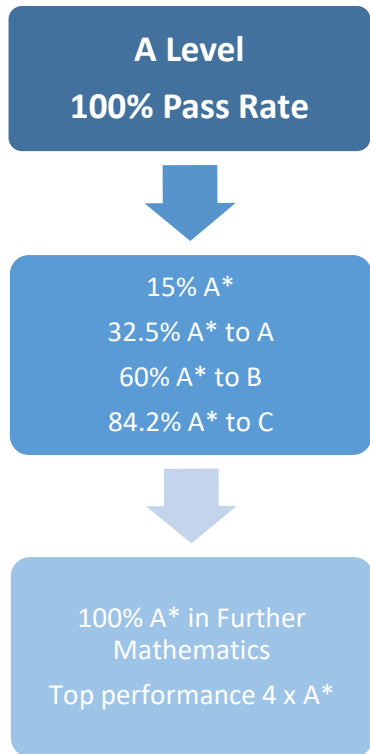 A Level
100% Pass Rate
15% A*
32.5% A* to A
60% A* to B
84.2% A* to C
100% A* in Further
Mathematics
Top performance 4 x A*